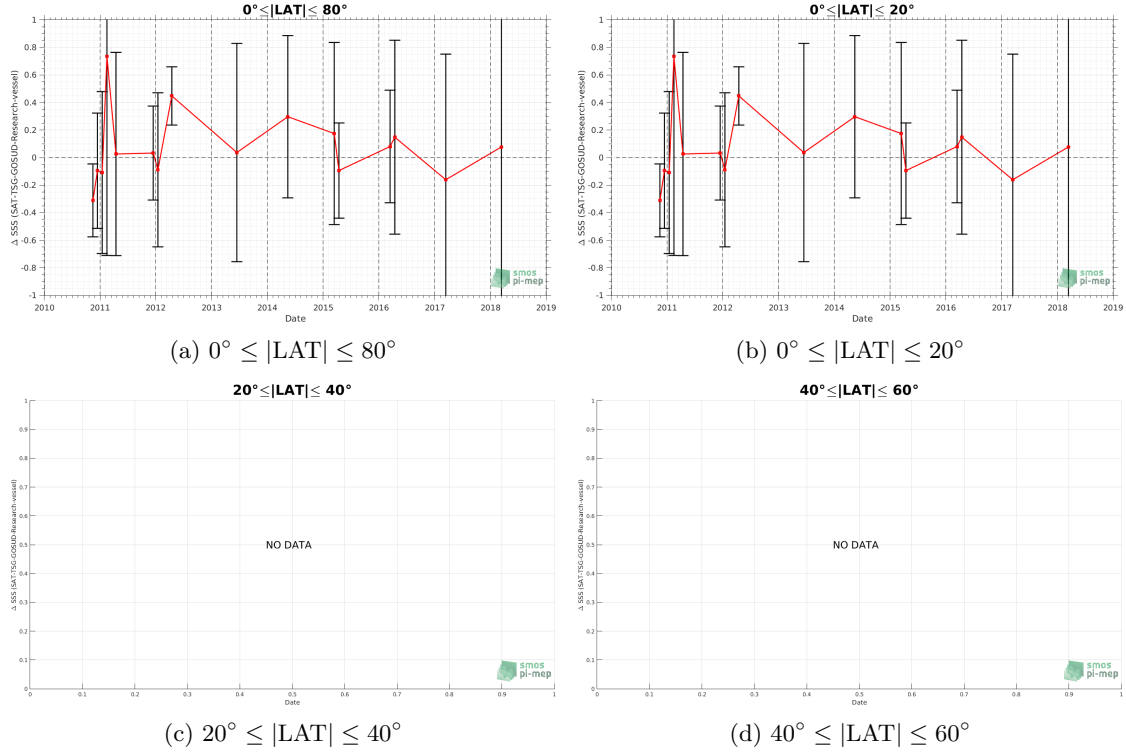 0°≤|LAT|≤ 80°
Δ SSS (SAT-TSG-GOSUD-Research-vessel)
1
0.8
0.6
0.4
0.2
0
-0.2
-0.4
-0.6
-0.8
-1
2010 2011 2012 2013 2014 2015 2016 2017 2018 2019
Date
smos
pi-mep
(a) 0° ≤ |LAT| ≤ 80°
0°≤|LAT|≤ 20°
Δ SSS (SAT-TSG-GOSUD-Research-vessel)
1
0.8
0.6
0.4
0.2
0
-0.2
-0.4
-0.6
-0.8
-1
2010 2011 2012 2013 2014 2015 2016 2017 2018 2019
Date
smos
pi-mep
(b) 0° ≤ |LAT| ≤ 20°
20°≤|LAT|≤ 40°
Δ SSS (SAT-TSG-GOSUD-Research-vessel)
1
0.9
0.8
0.7
0.6
0.5
0.4
0.3
0.2
0.1
0
NO DATA
0 0.1 0.2 0.3 0.4 0.5 0.6 0.7 0.8 0.9 1
Date
smos
pi-mep
(c) 20° ≤ |LAT| ≤ 40°
40°≤|LAT|≤ 60°
Δ SSS (SAT-TSG-GOSUD-Research-vessel)
1
0.9
0.8
0.7
0.6
0.5
0.4
0.3
0.2
0.1
0
NO DATA
0 0.1 0.2 0.3 0.4 0.5 0.6 0.7 0.8 0.9 1
Date
smos
pi-mep
(d) 40° ≤ |LAT| ≤ 60°